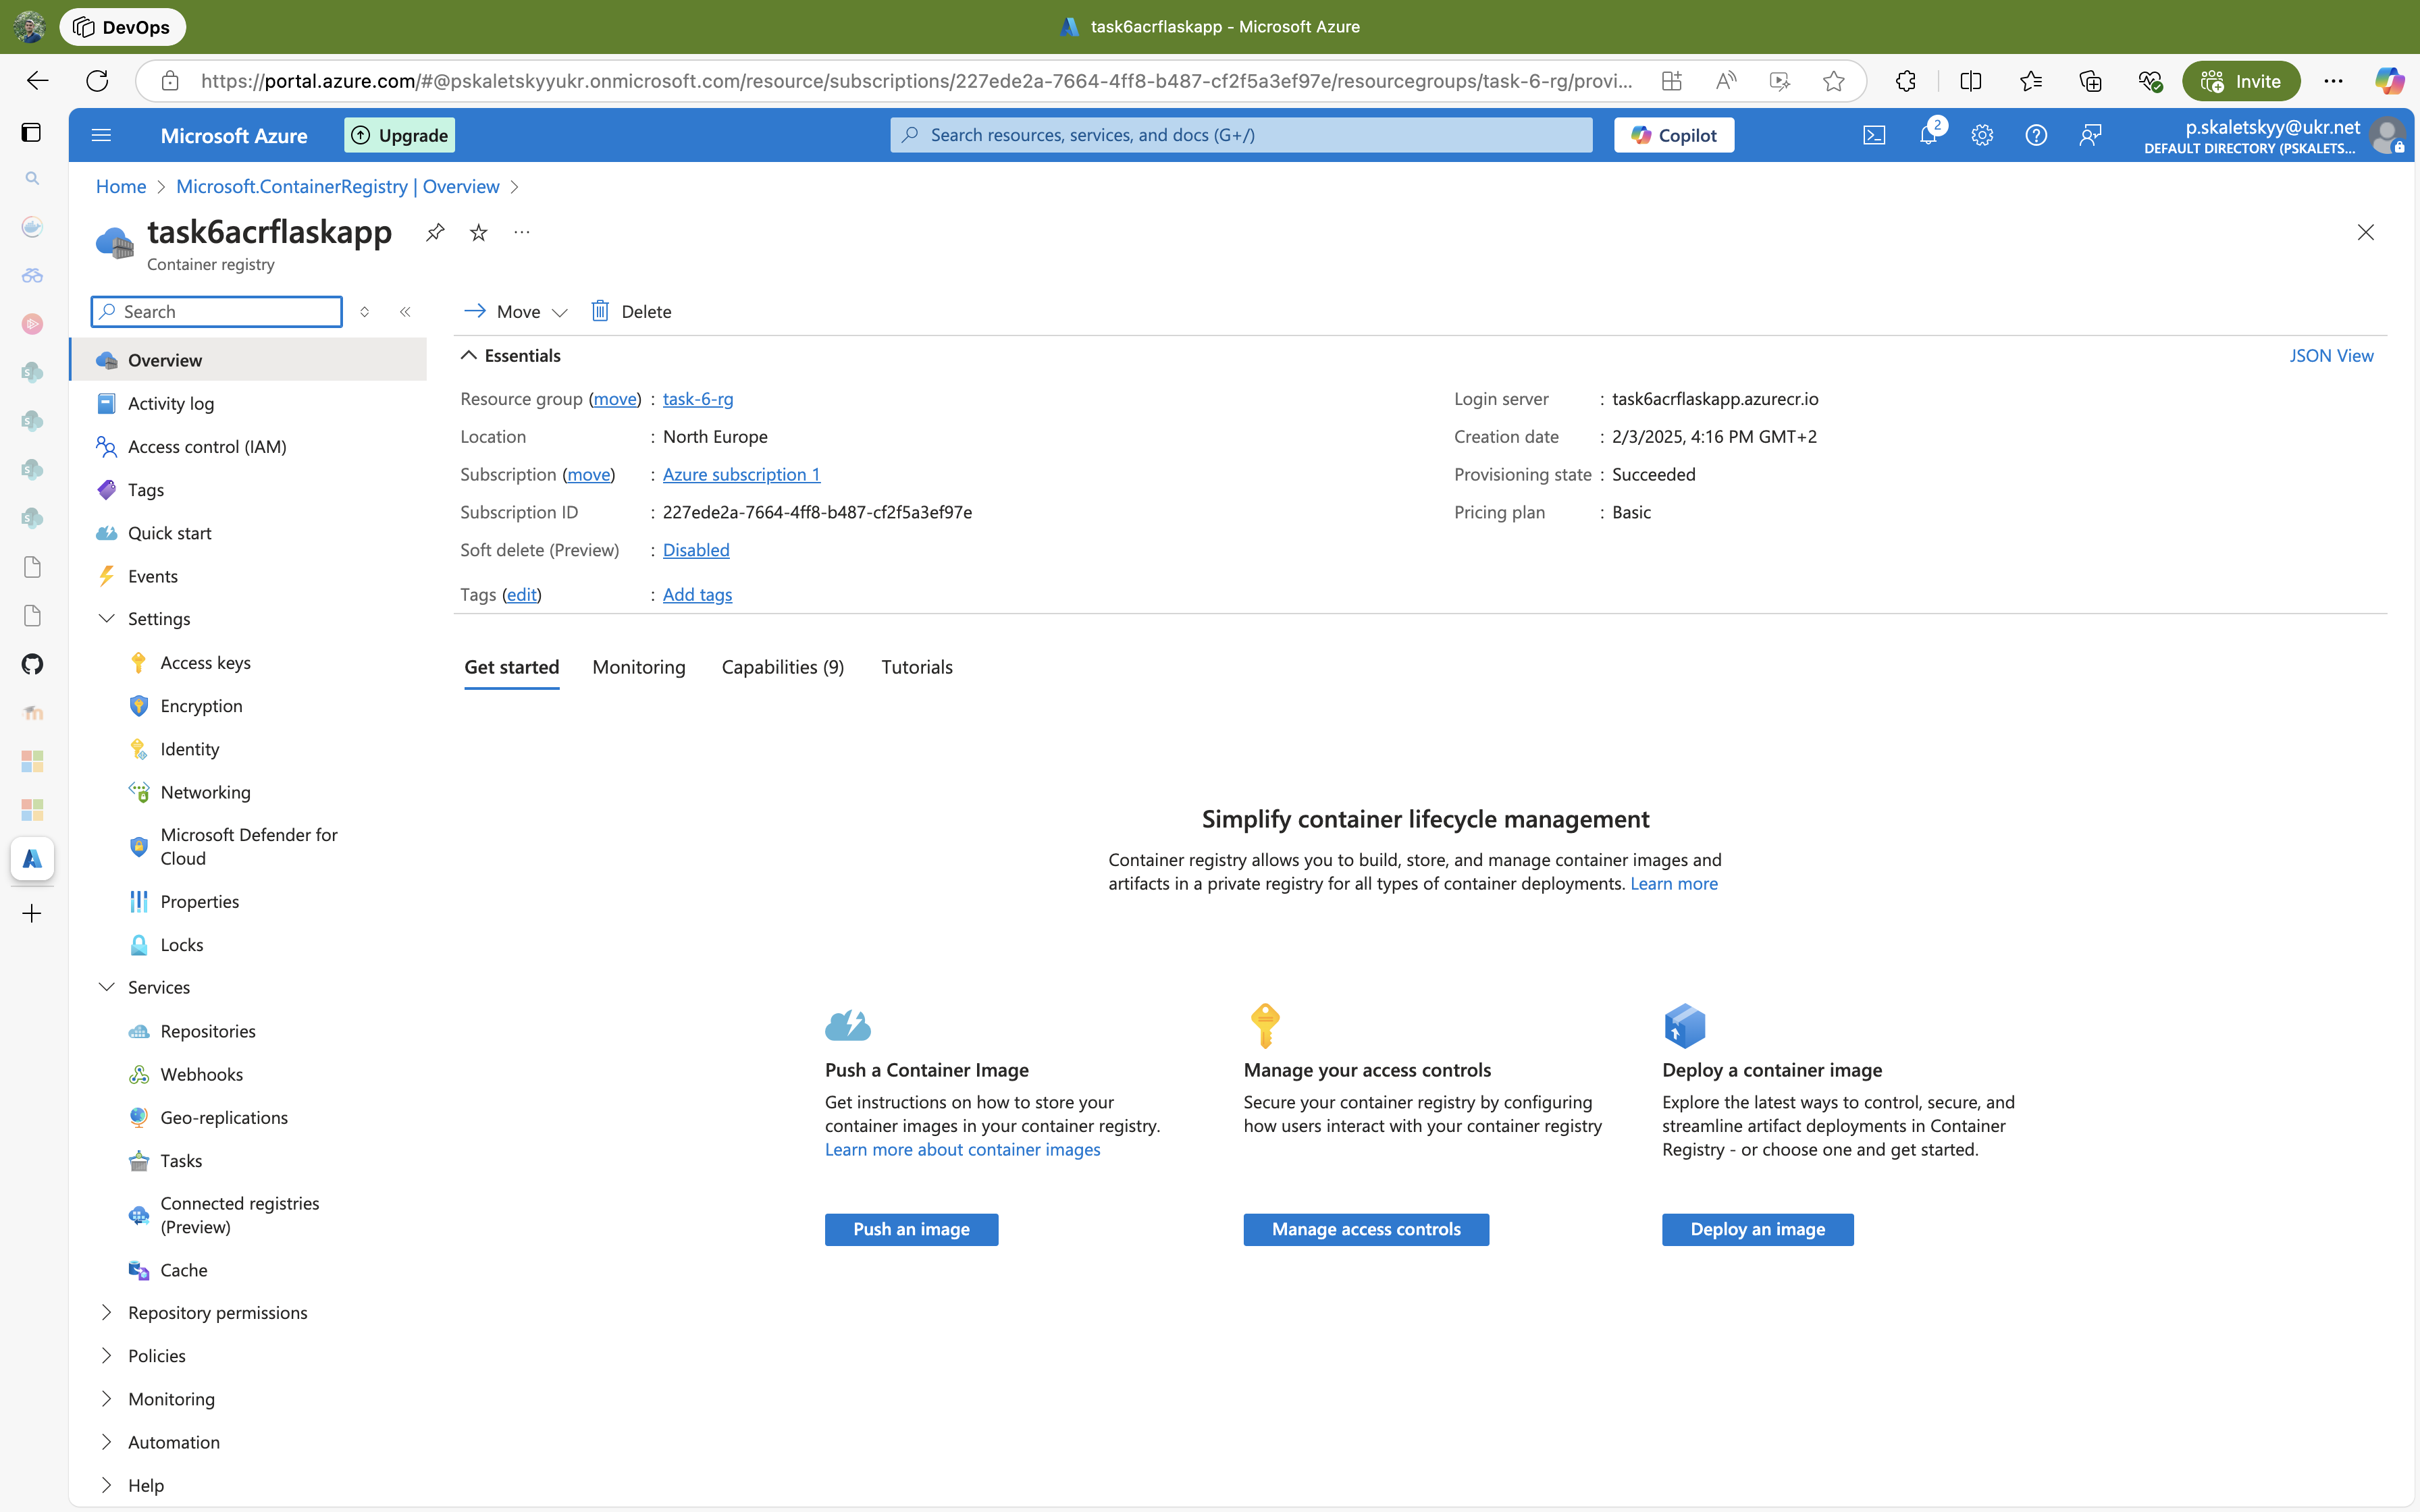 DevOps
task6acrflaskapp - Microsoft Azure
https://portal.azure.com/#@pskaletskyyukr.onmicrosoft.com/resource/subscriptions/227ede2a-7664-4ff8-b487-cf2f5a3ef97e/resourcegroups/task-6-rg/provi...
Invite
Microsoft Azure
Upgrade
Search resources, services, and docs (G+/)
Copilot
2
p.skaletskyy@ukr.net
DEFAULT DIRECTORY (PSKALETS...
Home > Microsoft.ContainerRegistry | Overview >
task6acrflaskapp
Container registry
Search
Overview
Activity log
Access control (IAM)
Tags
Quick start
Events
Settings
Access keys
Encryption
Identity
Networking
Microsoft Defender for
Cloud
Properties
Locks
Services
Repositories
Webhooks
Geo-replications
Tasks
Connected registries
(Preview)
Cache
Repository permissions
Policies
Monitoring
Automation
Help
Move
Delete
Essentials
JSON View
Resource group (move) : task-6-rg
Location : North Europe
Subscription (move) : Azure subscription 1
Subscription ID : 227ede2a-7664-4ff8-b487-cf2f5a3ef97e
Soft delete (Preview) : Disabled
Tags (edit) : Add tags
Login server : task6acrflaskapp.azurecr.io
Creation date : 2/3/2025, 4:16 PM GMT+2
Provisioning state : Succeeded
Pricing plan : Basic
Get started
Monitoring
Capabilities (9)
Tutorials
Simplify container lifecycle management
Container registry allows you to build, store, and manage container images and
artifacts in a private registry for all types of container deployments. Learn more
Push a Container Image
Get instructions on how to store your
container images in your container registry.
Learn more about container images
Push an image
Manage your access controls
Secure your container registry by configuring
how users interact with your container registry
Manage access controls
Deploy a container image
Explore the latest ways to control, secure, and
streamline artifact deployments in Container
Registry - or choose one and get started.
Deploy an image